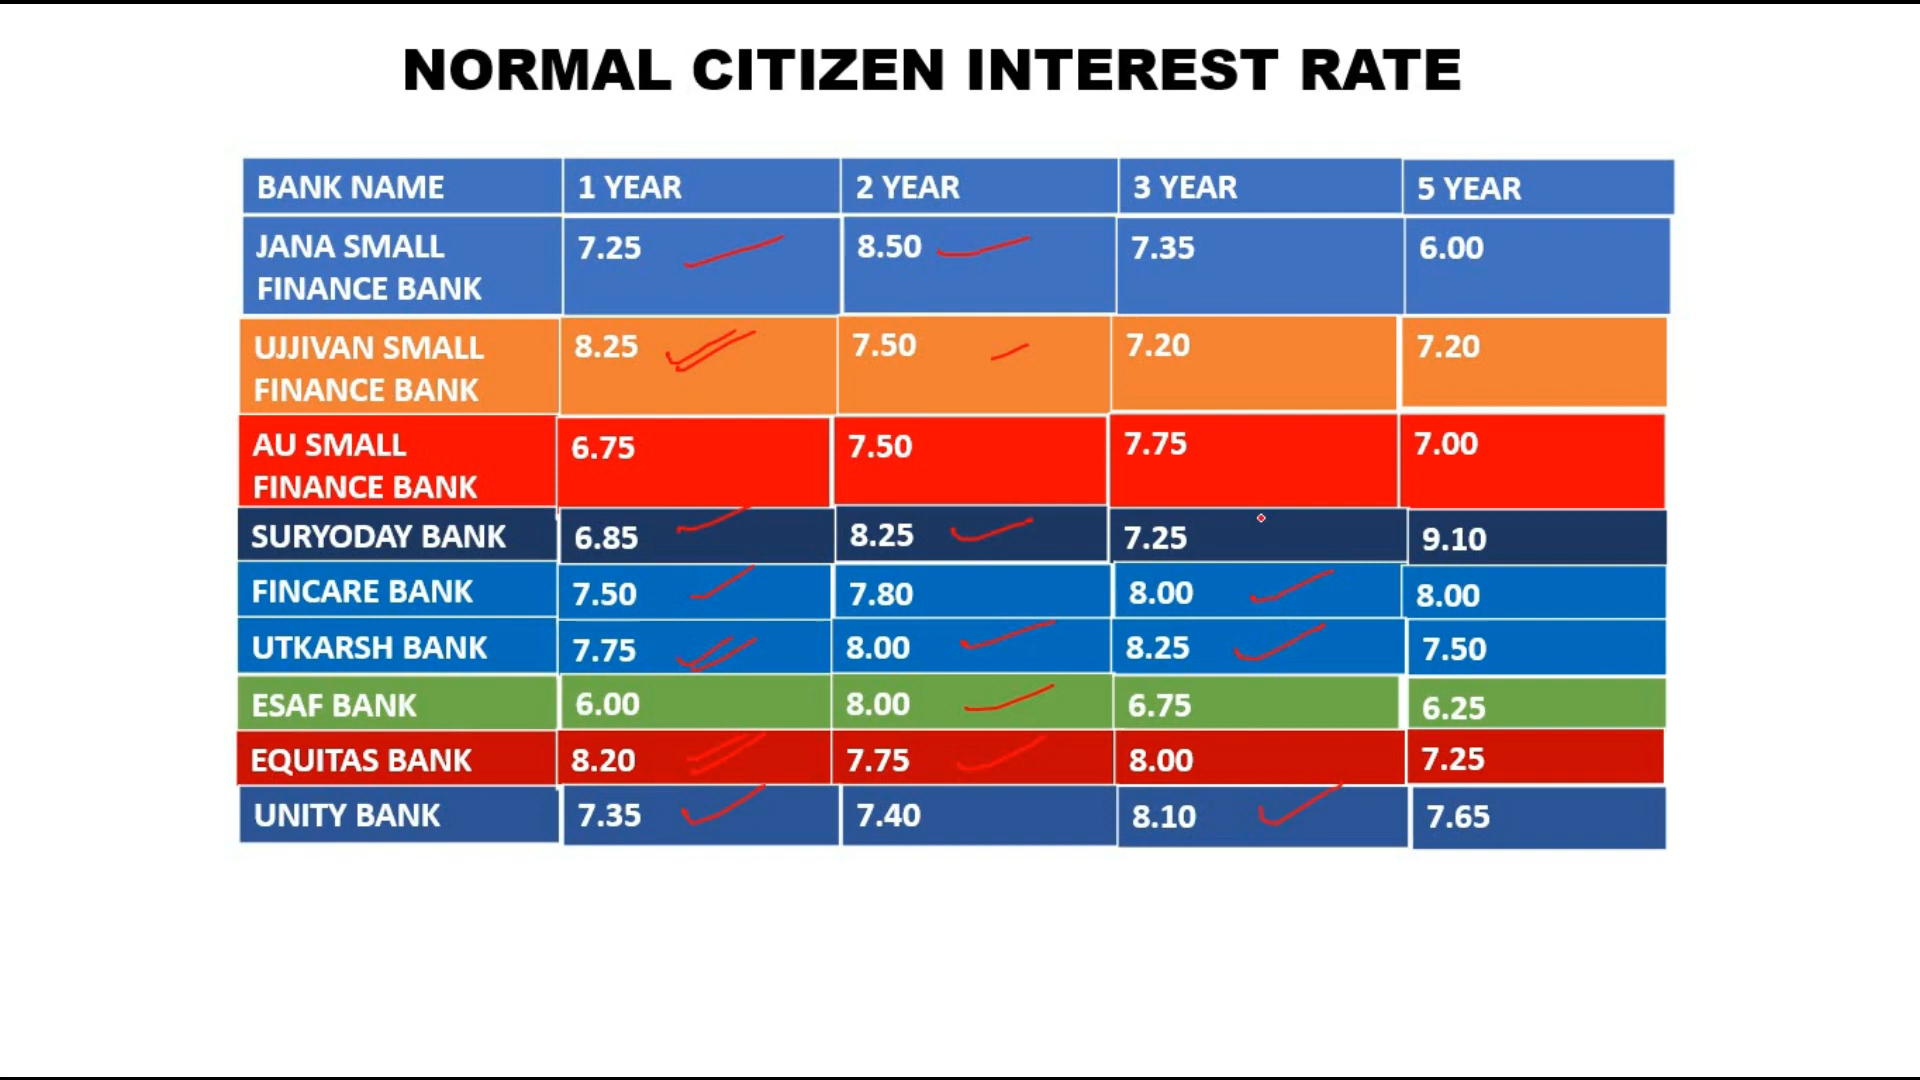 NORMAL CITIZEN INTEREST RATE
BANK NAME 1 YEAR 2 YEAR 3 YEAR 5 YEAR
JANA SMALL 7.25 8.50 7.35 6.00
FINANCE BANK
UJJIVAN SMALL 8.25 7.50 7.20 7.20
FINANCE BANK
AU SMALL 6.75 7.50 7.75 7.00
FINANCE BANK
SURYODAY BANK 6.85 8.25 7.25 9.10
FINCARE BANK 7.50 7.80 8.00 8.00
UTKARSH BANK 7.75 8.00 8.25 7.50
ESAF BANK 6.00 8.00 6.75 6.25
EQUITAS BANK 8.20 7.75 8.00 7.25
UNITY BANK 7.35 7.40 8.10 7.65